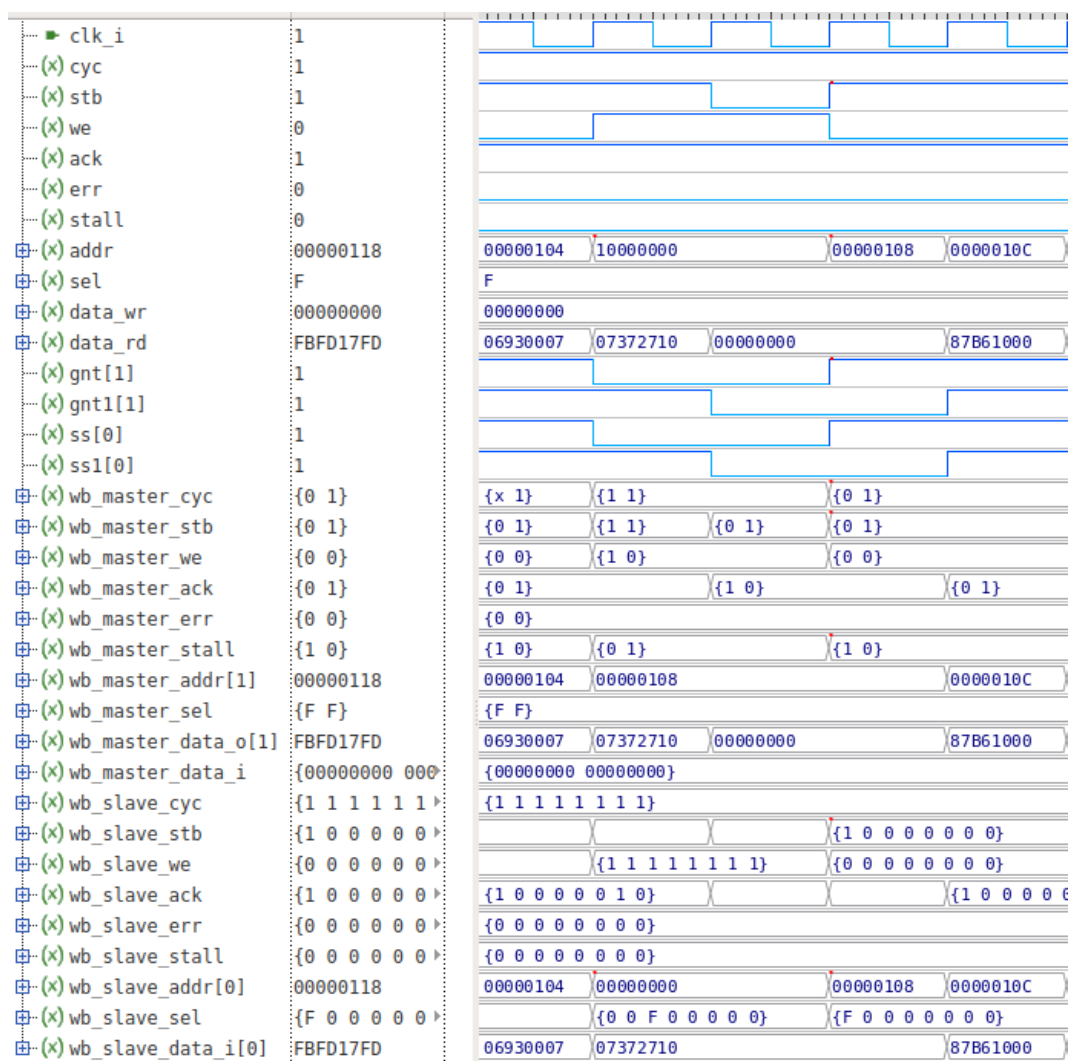 clk_i 1
cyc 1
stb 1
we 0
ack 1
err 0
stall 0
addr 00000118 00000104 10000000 00000108 0000010C
sel F F
data_wr 00000000 00000000
data_rd FBFD17FD 06930007 07372710 00000000 87B61000
gnt[1] 1
gnt1[1] 1
ss[0] 1
ss1[0] 1
wb_master_cyc {0 1} {x 1} {1 1} {0 1}
wb_master_stb {0 1} {0 1} {1 1} {0 1} {0 1}
wb_master_we {0 0} {0 0} {1 0} {0 0}
wb_master_ack {0 1} {0 1} {1 0} {0 1}
wb_master_err {0 0} {0 0}
wb_master_stall {1 0} {1 0} {0 1} {1 0}
wb_master_addr[1] 00000118 00000104 00000108 0000010C
wb_master_sel {F F} {F F}
wb_master_data_o[1] FBFD17FD 06930007 07372710 00000000 87B61000
wb_master_data_i {00000000 000 {00000000 00000000}
wb_slave_cyc {1 1 1 1 1 1 {1 1 1 1 1 1 1 1}
wb_slave_stb {1 0 0 0 0 0 {1 0 0 0 0 0 0 0}
wb_slave_we {0 0 0 0 0 0 {1 1 1 1 1 1 1 1} {0 0 0 0 0 0 0 0}
wb_slave_ack {1 0 0 0 0 0 {1 0 0 0 0 0 1 0} {1 0 0 0 0 0
wb_slave_err {0 0 0 0 0 0 {0 0 0 0 0 0 0 0}
wb_slave_stall {0 0 0 0 0 0 {0 0 0 0 0 0 0 0}
wb_slave_addr[0] 00000118 00000104 00000000 00000108 0000010C
wb_slave_sel {F 0 0 0 0 0 {0 0 F 0 0 0 0 0} {F 0 0 0 0 0 0 0}
wb_slave_data_i[0] FBFD17FD 06930007 07372710 87B61000